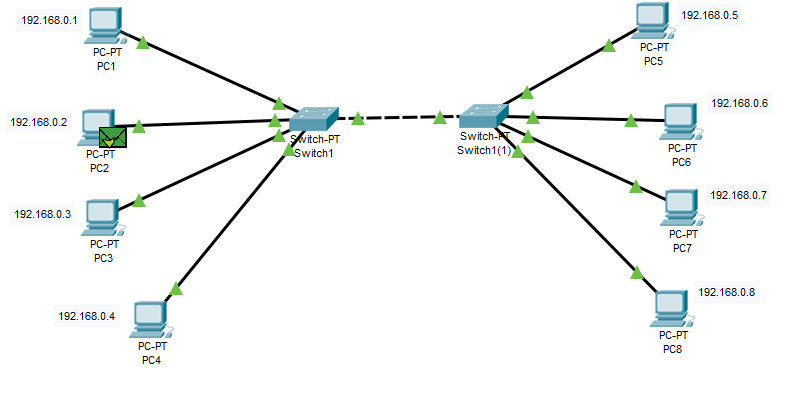 192.168.0.1
PC-PT
PC1
192.168.0.2
PC-PT
PC2
192.168.0.3
PC-PT
PC3
192.168.0.4
PC-PT
PC4
Switch-PT
Switch1
Switch-PT
Switch1(1)
192.168.0.5
PC-PT
PC5
192.168.0.6
PC-PT
PC6
192.168.0.7
PC-PT
PC7
192.168.0.8
PC-PT
PC8